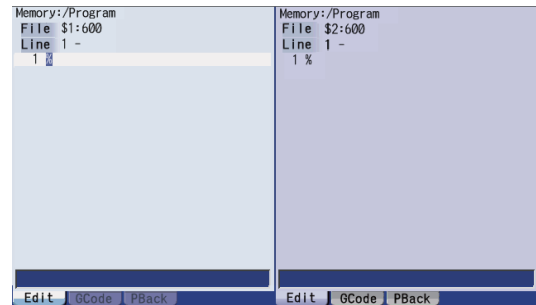 Memory:/Program
File $1:600
Line 1 -
1 %
Edit GCode PBack
Memory:/Program
File $2:600
Line 1 -
1 %
Edit GCode PBack